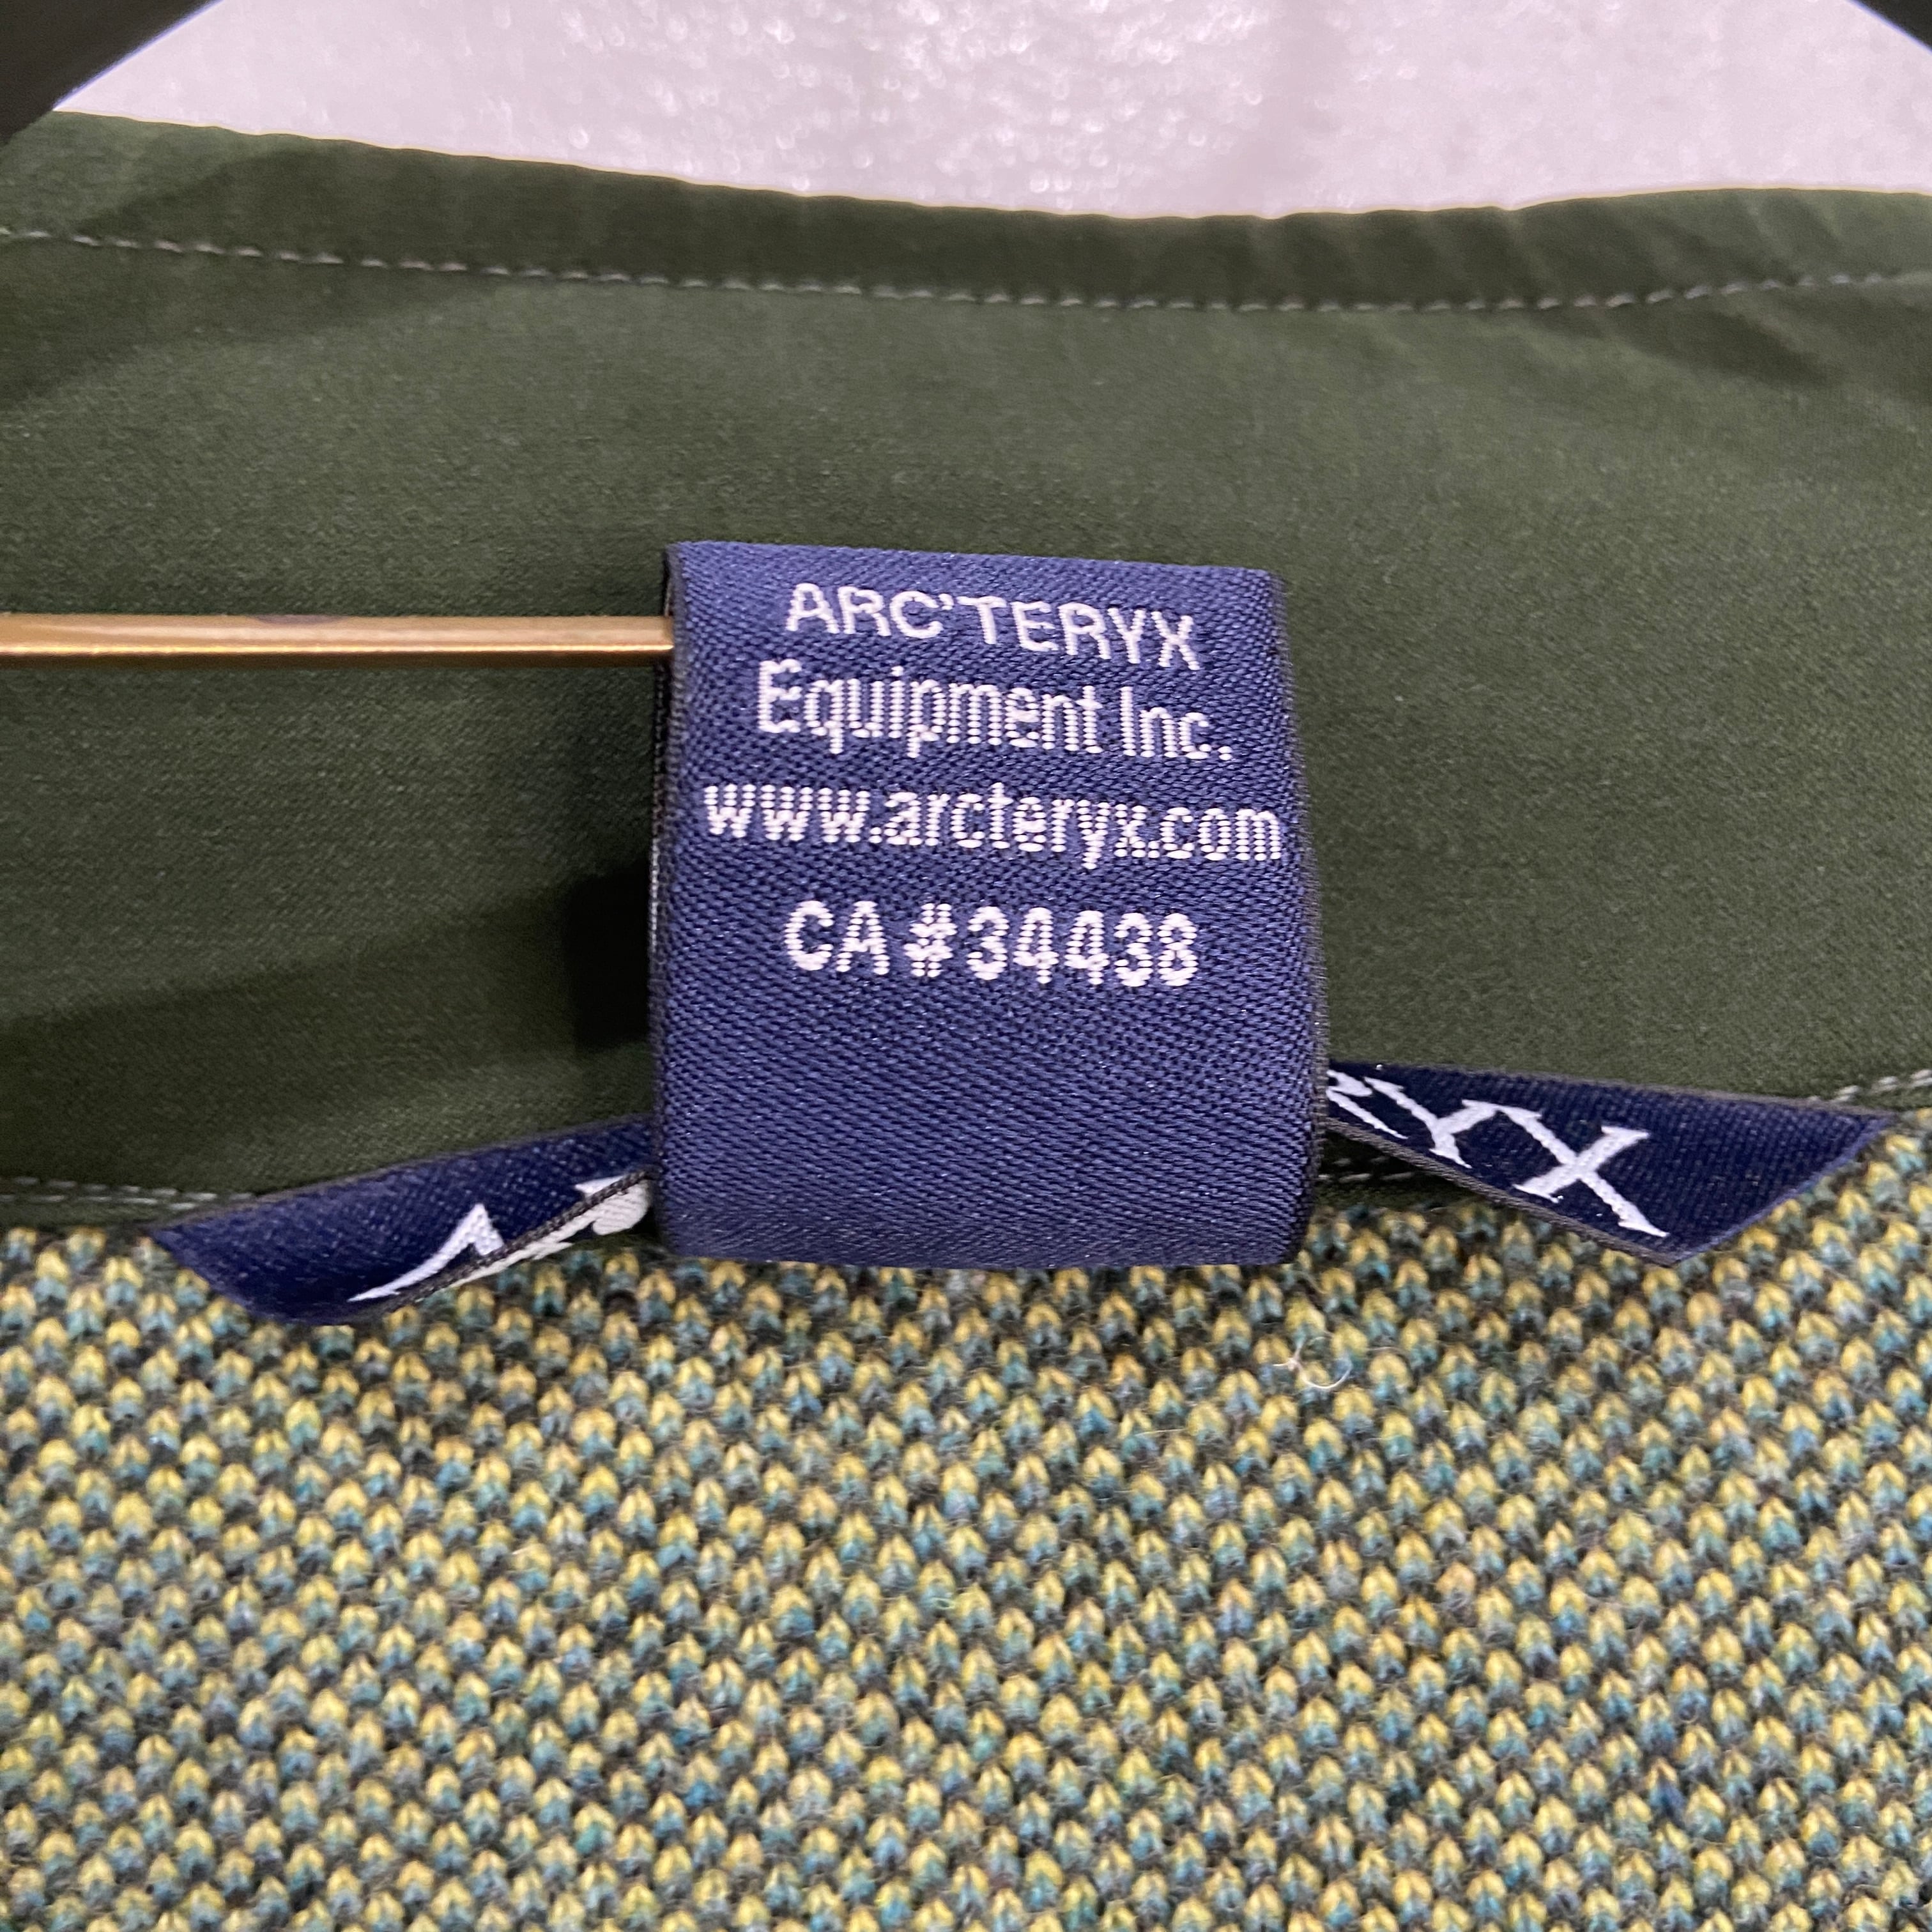 ARC'TERYX
Equipment Inc.
www.arcteryx.com
CA#34438